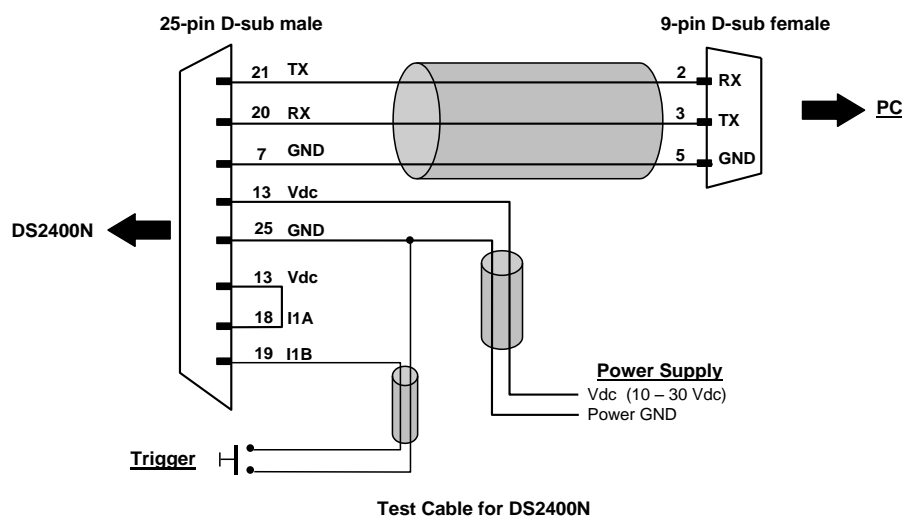 25-pin D-sub male
9-pin D-sub female
21 TX
2 RX
20 RX
3 TX
PC
7 GND
5 GND
13 Vdc
DS2400N
25 GND
13 Vdc
18 I1A
19 I1B
Power Supply
Vdc (10 – 30 Vdc)
Power GND
Trigger
Test Cable for DS2400N